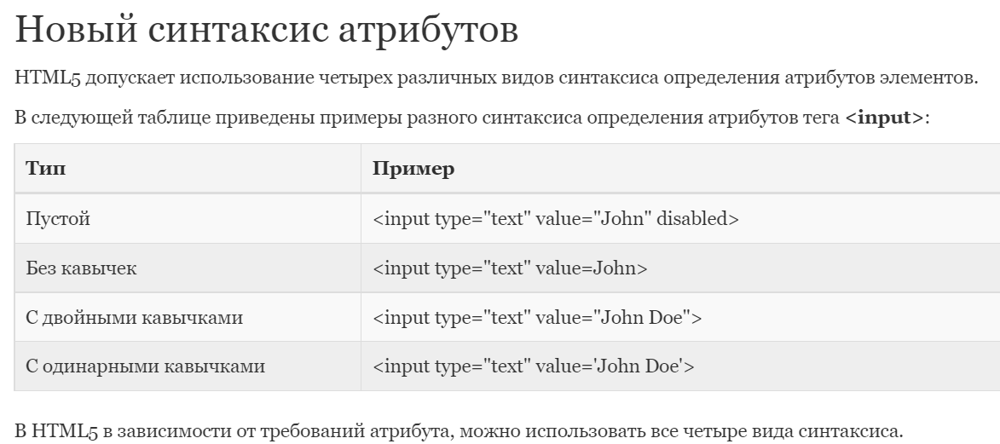 Новый синтаксис атрибутов
HTML5 допускает использование четырех различных видов синтаксиса определения атрибутов элементов.
В следующей таблице приведены примеры разного синтаксиса определения атрибутов тега <input>:
Тип Пример
Пустой <input type="text" value="John" disabled>
Без кавычек <input type="text" value=John>
С двойными кавычками <input type="text" value="John Doe">
С одинарными кавычками <input type="text" value='John Doe'>
В HTML5 в зависимости от требований атрибута, можно использовать все четыре вида синтаксиса.